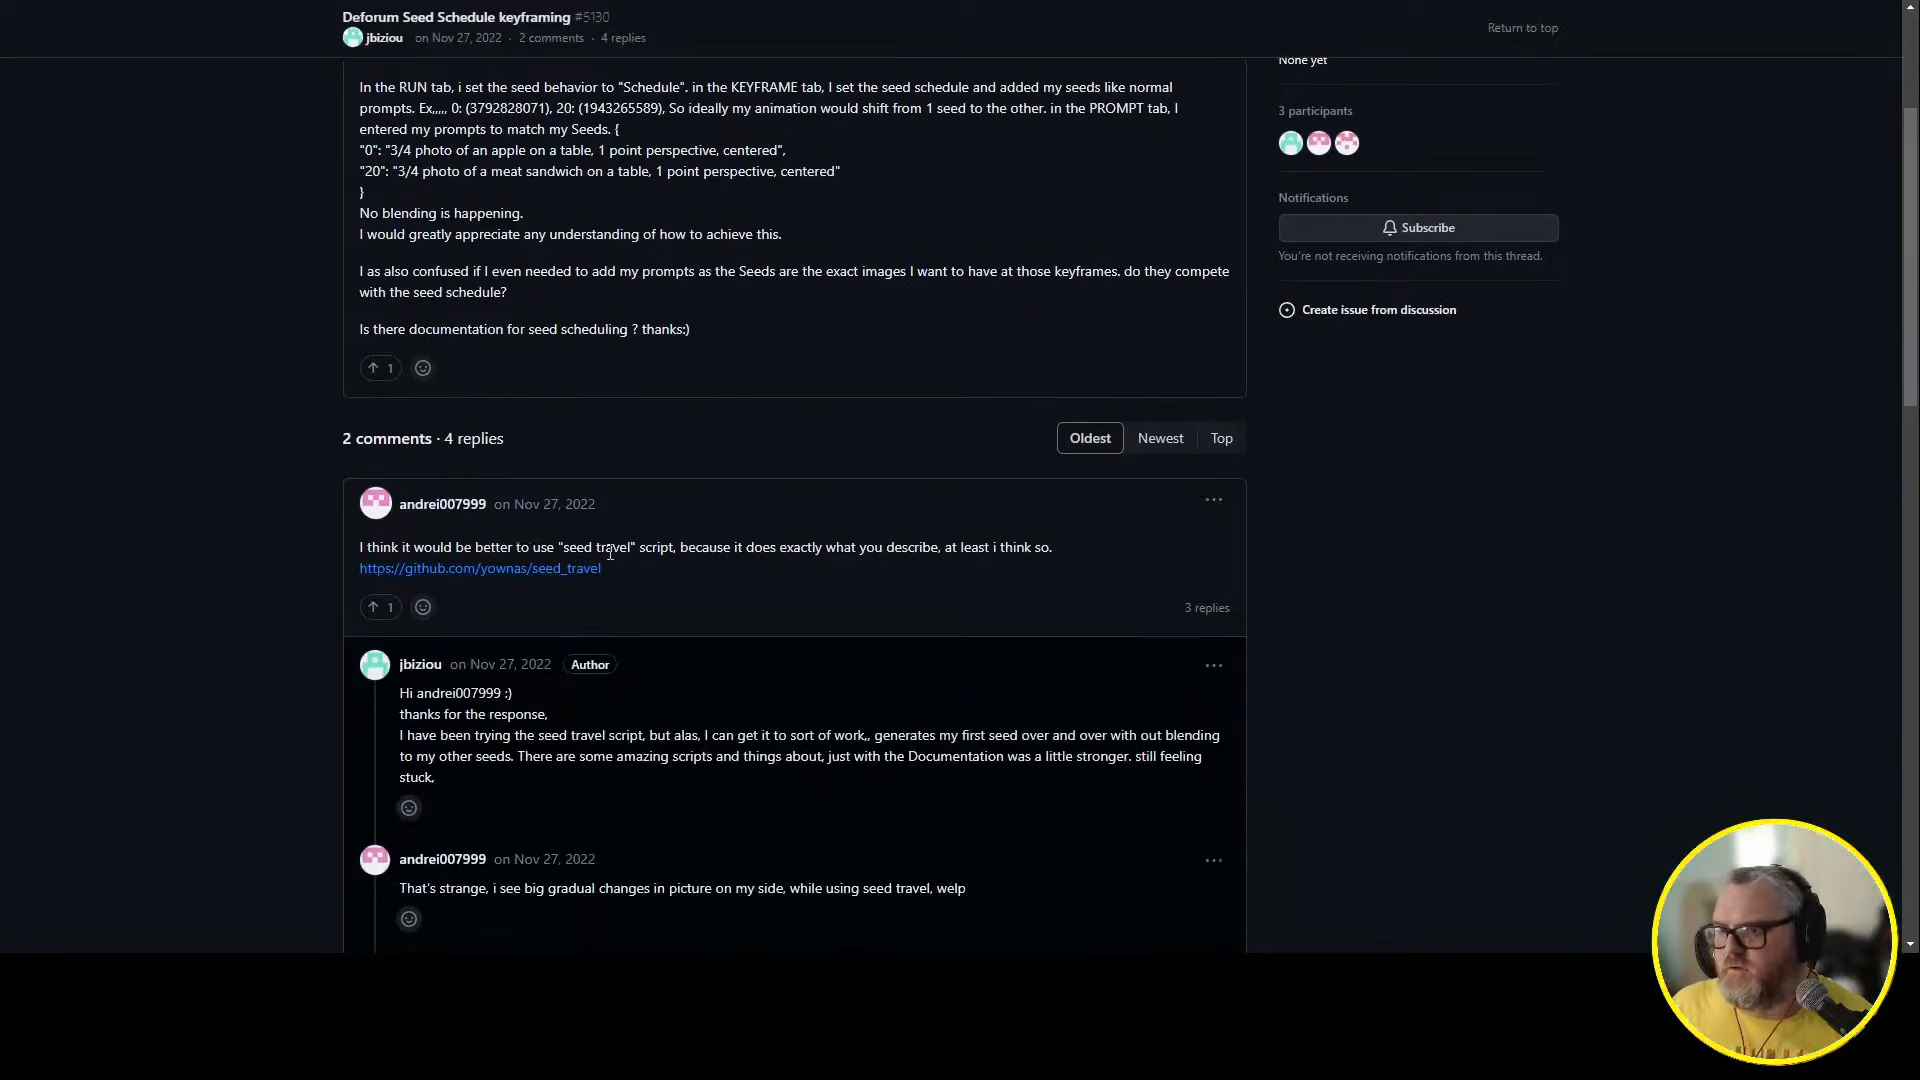 Deforum Seed Schedule keyframing #5130
jbiziou on Nov 27, 2022 · 2 comments · 4 replies
Return to top
In the RUN tab, i set the seed behavior to "Schedule". in the KEYFRAME tab, I set the seed schedule and added my seeds like normal
prompts. Ex,,,,, 0: (3792828071), 20: (1943265589), So ideally my animation would shift from 1 seed to the other. in the PROMPT tab, I
entered my prompts to match my Seeds. {
"0": "3/4 photo of an apple on a table, 1 point perspective, centered",
"20": "3/4 photo of a meat sandwich on a table, 1 point perspective, centered"
}
No blending is happening.
I would greatly appreciate any understanding of how to achieve this.
I as also confused if I even needed to add my prompts as the Seeds are the exact images I want to have at those keyframes. do they compete
with the seed schedule?
Is there documentation for seed scheduling ? thanks:)
1
None yet
3 participants
Notifications
Subscribe
You're not receiving notifications from this thread.
Create issue from discussion
2 comments · 4 replies
Oldest Newest Top
andrei007999 on Nov 27, 2022
I think it would be better to use "seed travel" script, because it does exactly what you describe, at least i think so.
https://github.com/yownas/seed_travel
1
3 replies
jbiziou on Nov 27, 2022 Author
Hi andrei007999 :)
thanks for the response,
I have been trying the seed travel script, but alas, I can get it to sort of work,, generates my first seed over and over with out blending
to my other seeds. There are some amazing scripts and things about, just with the Documentation was a little stronger. still feeling
stuck,
andrei007999 on Nov 27, 2022
That's strange, i see big gradual changes in picture on my side, while using seed travel, welp